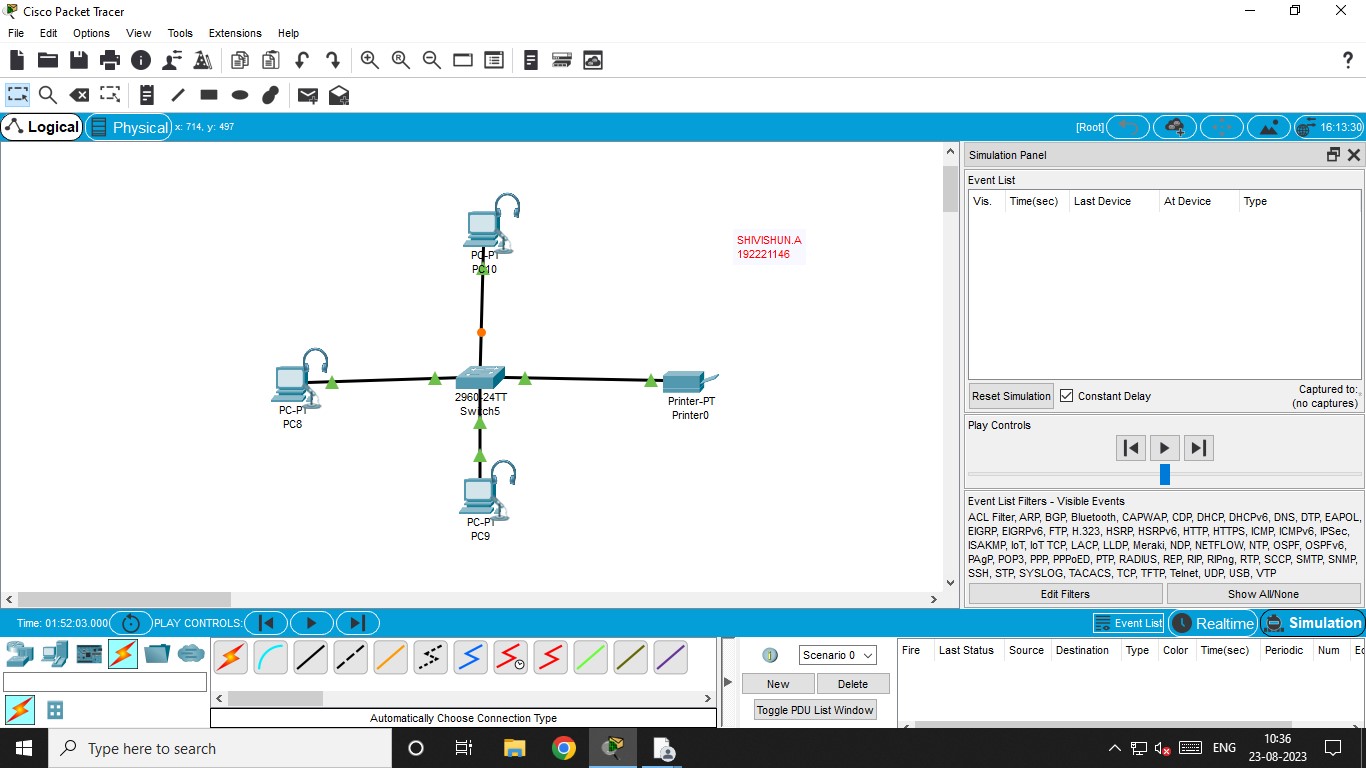 Cisco Packet Tracer
File Edit Options View Tools Extensions Help
?
Logical Physical x: 714, y: 497 [Root] 16:13:30
PC-PT
PC10
SHIVISHUN.A
192221146
PC-PT
PC8
2960-24TT
Switch5
Printer-PT
Printer0
PC-PT
PC9
Simulation Panel
Event List
Vis. Time(sec) Last Device At Device Type
Reset Simulation Constant Delay Captured to:
(no captures)
Play Controls
Event List Filters - Visible Events
ACL Filter, ARP, BGP, Bluetooth, CAPWAP, CDP, DHCP, DHCPv6, DNS, DTP, EAPOL,
EIGRP, EIGRPv6, FTP, H.323, HSRP, HSRPv6, HTTP, HTTPS, ICMP, ICMPv6, IPSec,
ISAKMP, IoT, IoT TCP, LACP, LLDP, Meraki, NDP, NETFLOW, NTP, OSPF, OSPFv6,
PAgP, POP3, PPP, PPPoED, PTP, RADIUS, REP, RIP, RIPng, RTP, SCCP, SMTP, SNMP,
SSH, STP, SYSLOG, TACACS, TCP, TFTP, Telnet, UDP, USB, VTP
Edit Filters Show All/None
Time: 01:52:03.000 PLAY CONTROLS: Event List Realtime Simulation
Scenario 0
New Delete
Toggle PDU List Window
Fire Last Status Source Destination Type Color Time(sec) Periodic Num
Automatically Choose Connection Type
Type here to search
ENG
10:36
23-08-2023